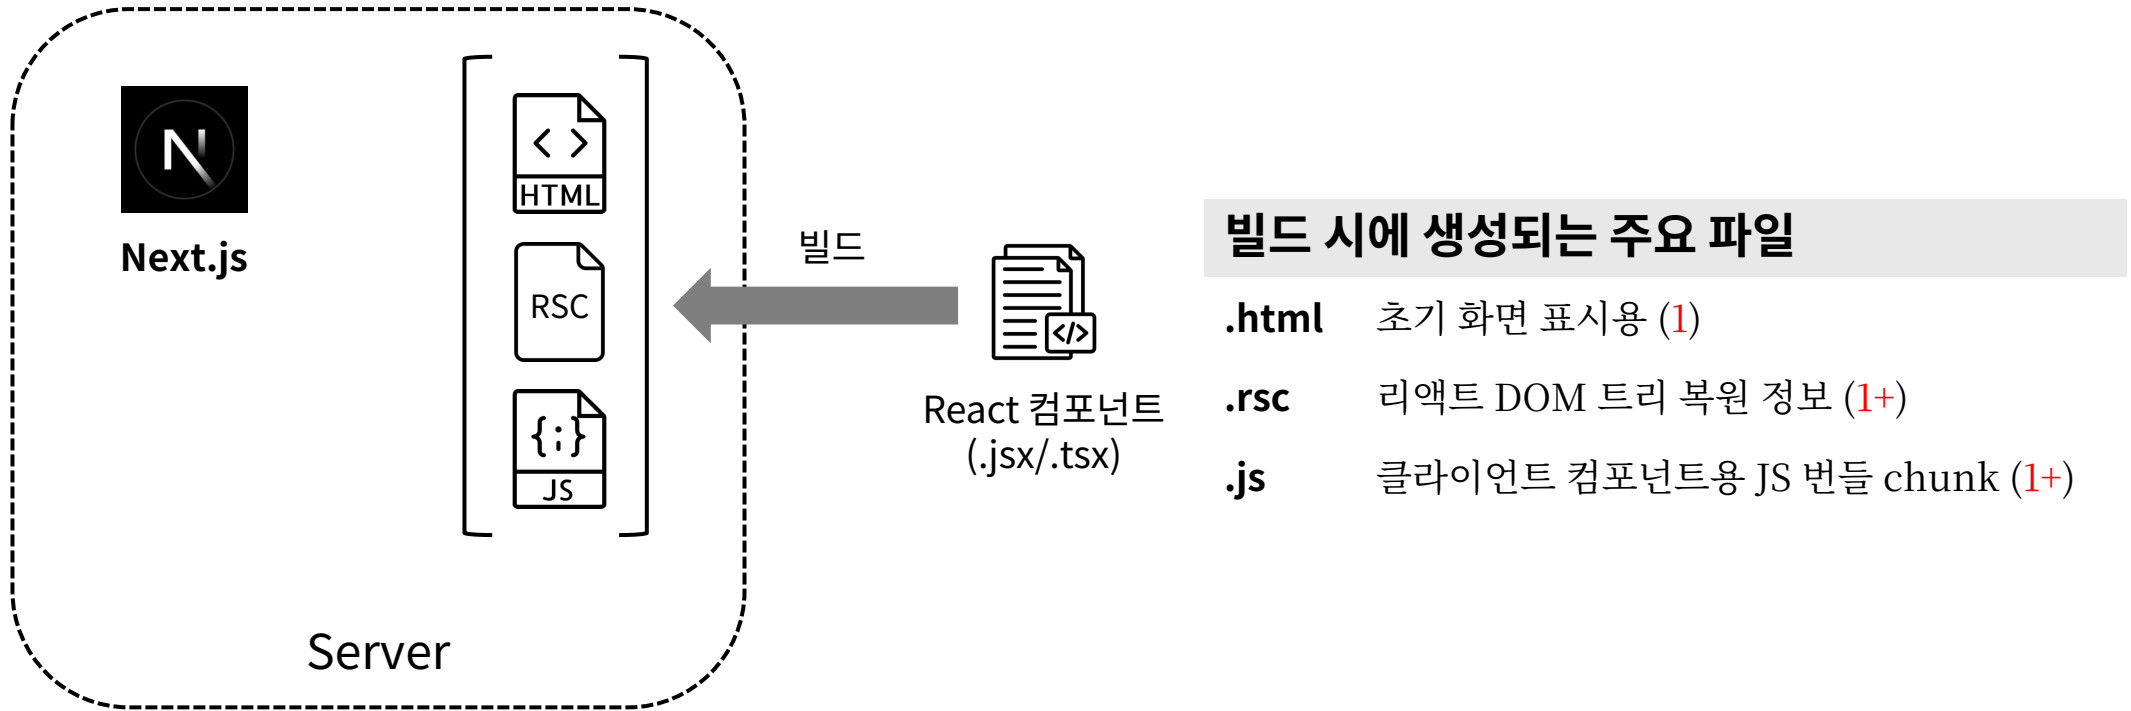 Next.js
HTML
RSC
JS
Server
빌드
React 컴포넌트
(.jsx/.tsx)
빌드 시에 생성되는 주요 파일
.html 초기 화면 표시용 (1)
.rsc 리액트 DOM 트리 복원 정보 (1+)
.js 클라이언트 컴포넌트용 JS 번들 chunk (1+)